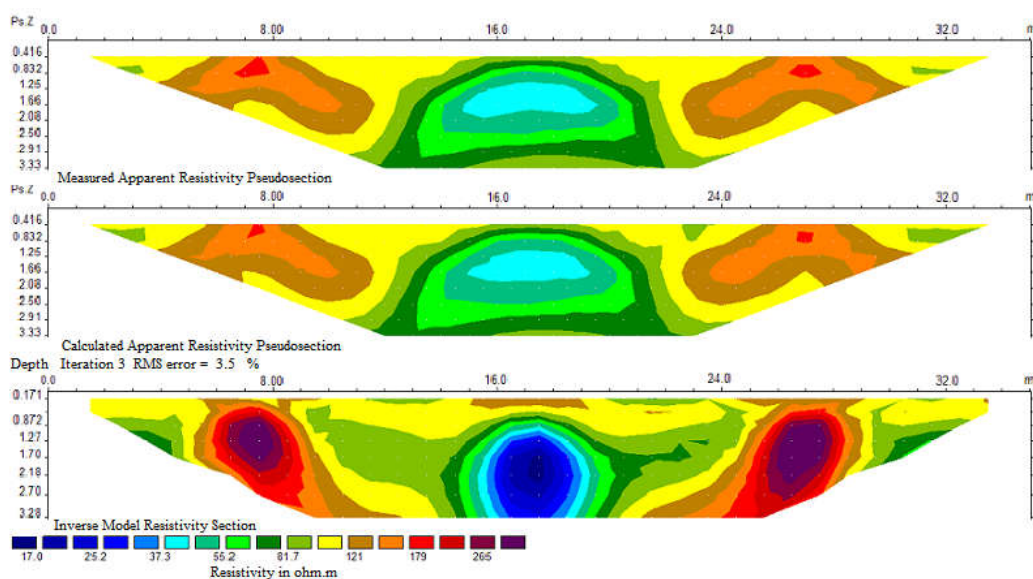 Ps.Z 0.0 8.00 16.0 24.0 32.0 m
0.416
0.832
1.25
1.66
2.08
2.50
2.91
3.33
Measured Apparent Resistivity Pseudosection
Ps.Z 0.0 8.00 16.0 24.0 32.0 m
0.416
0.832
1.25
1.66
2.08
2.50
2.91
3.33
Calculated Apparent Resistivity Pseudosection
Depth Iteration 3 RMS error = 3.5 %
0.0 8.00 16.0 24.0 32.0 m
0.171
0.872
1.27
1.70
2.18
2.70
3.28
Inverse Model Resistivity Section
17.0 25.2 37.3 55.2 81.7 121 179 265
Resistivity in ohm.m